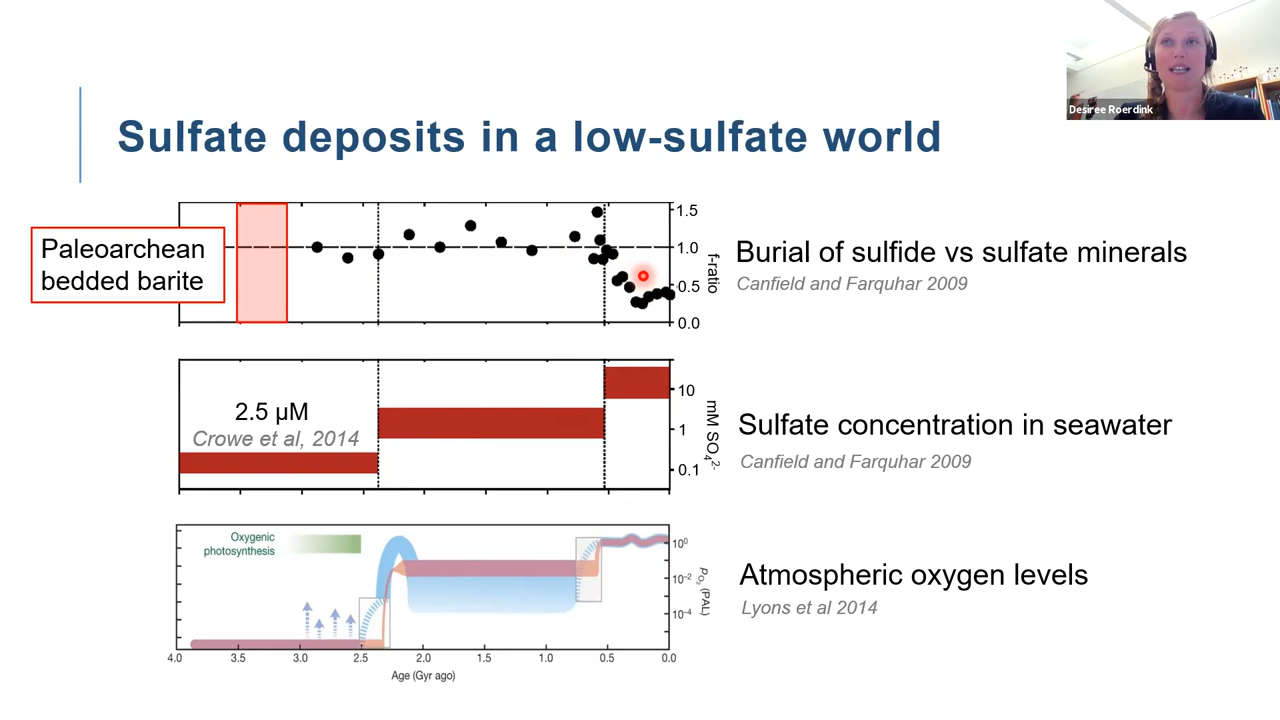 Desiree Roerdink
Sulfate deposits in a low-sulfate world
Paleoarchean
bedded barite
1.5
1.0
0.5
0.0
f-ratio
Burial of sulfide vs sulfate minerals
Canfield and Farquhar 2009
2.5 µM
Crowe et al, 2014
10
1
0.1
mM SO₄²⁻
Sulfate concentration in seawater
Canfield and Farquhar 2009
Oxygenic
photosynthesis
10⁰
10⁻²
10⁻⁴
pO₂ (PAL)
Atmospheric oxygen levels
Lyons et al 2014
4.0 3.5 3.0 2.5 2.0 1.5 1.0 0.5 0.0
Age (Gyr ago)